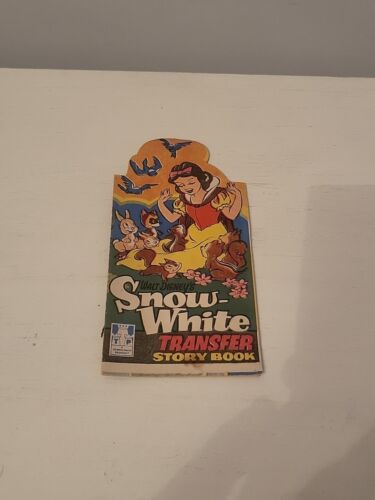 WALT DISNEY'S
SNOW-
WHITE
TRANSFER
STORY BOOK
T P